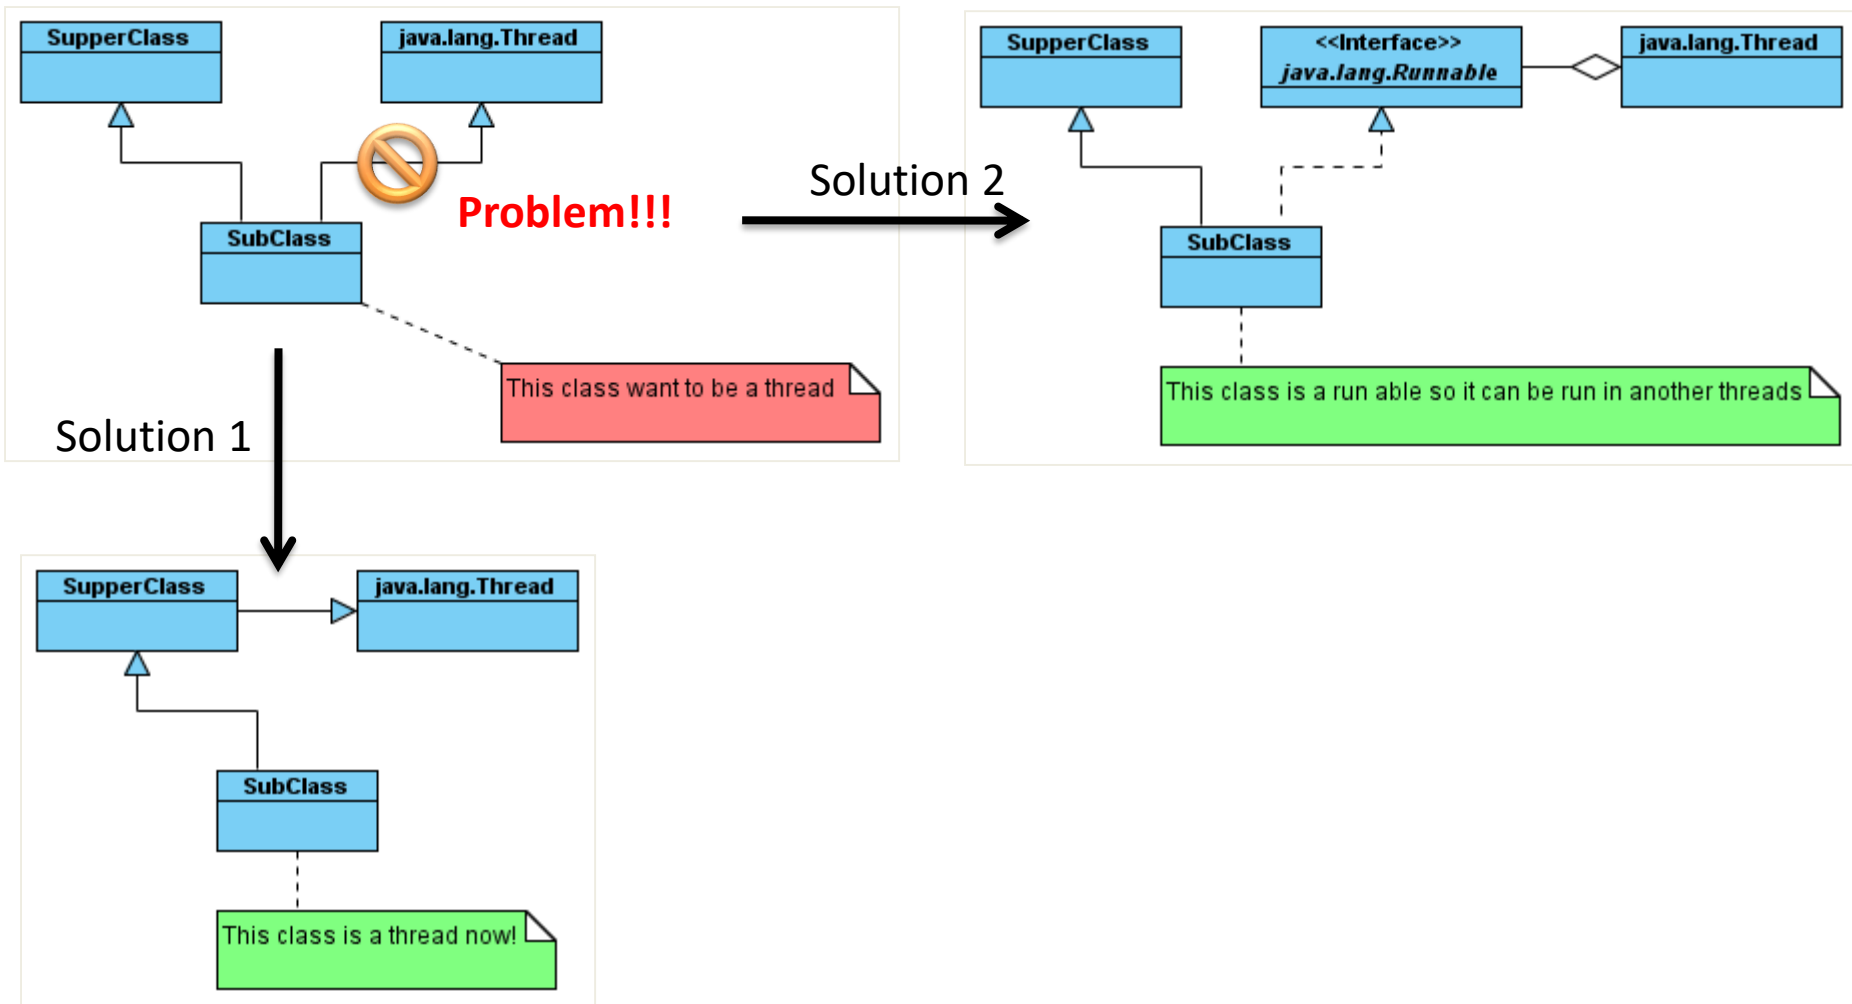 SupperClass
java.lang.Thread
Problem!!!
SubClass
This class want to be a thread
Solution 2
SupperClass
<<Interface>>
java.lang.Runnable
java.lang.Thread
SubClass
This class is a run able so it can be run in another threads
Solution 1
SupperClass
java.lang.Thread
SubClass
This class is a thread now!